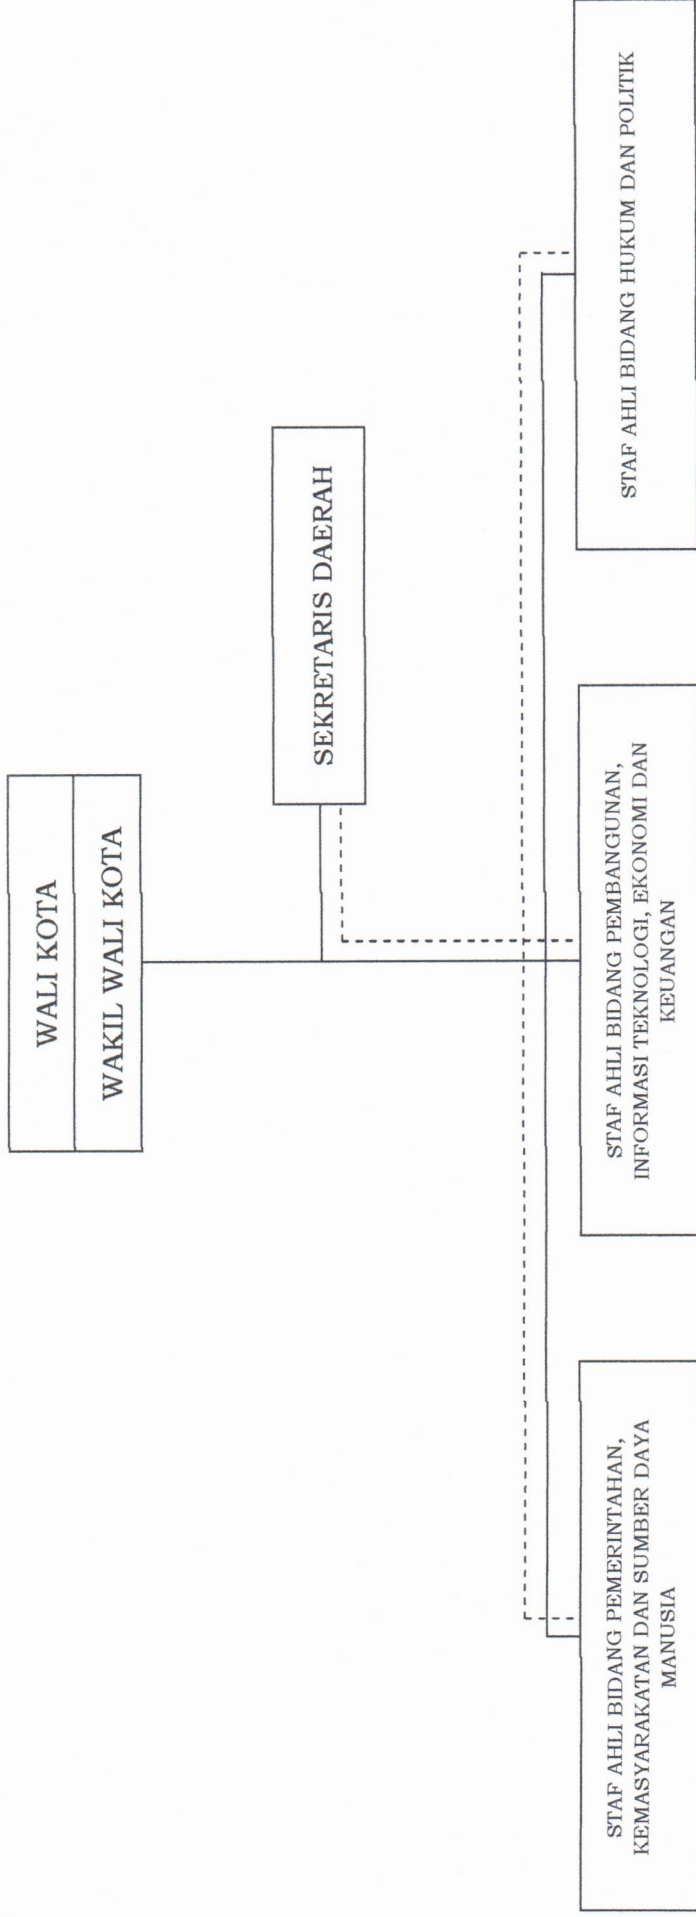 WALI KOTA
WAKIL WALI KOTA
SEKRETARIS DAERAH
STAF AHLI BIDANG PEMERINTAHAN,
KEMASYARAKATAN DAN SUMBER DAYA
MANUSIA
STAF AHLI BIDANG PEMBANGUNAN,
INFORMASI TEKNOLOGI, EKONOMI DAN
KEUANGAN
STAF AHLI BIDANG HUKUM DAN POLITIK